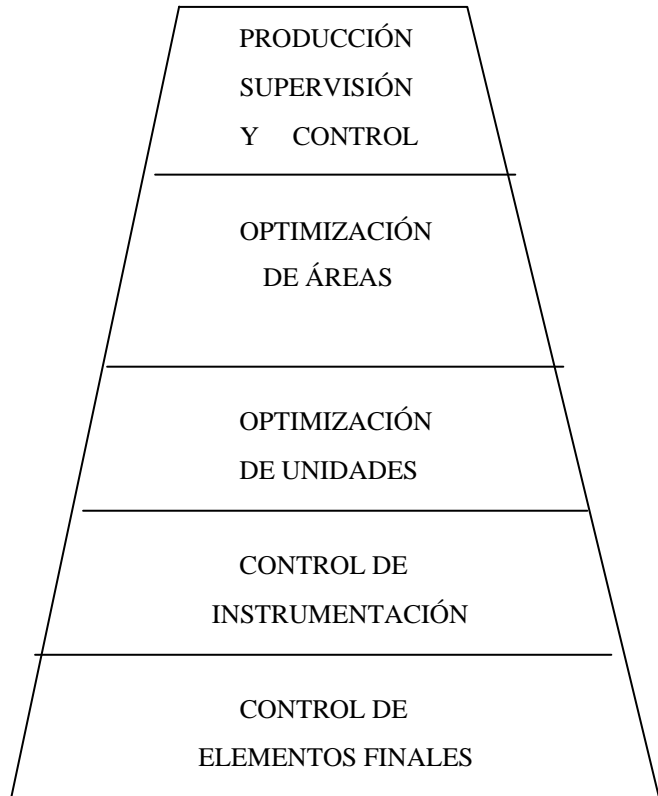 PRODUCCIÓN
SUPERVISIÓN
Y CONTROL
OPTIMIZACIÓN
DE ÁREAS
OPTIMIZACIÓN
DE UNIDADES
CONTROL DE
INSTRUMENTACIÓN
CONTROL DE
ELEMENTOS FINALES